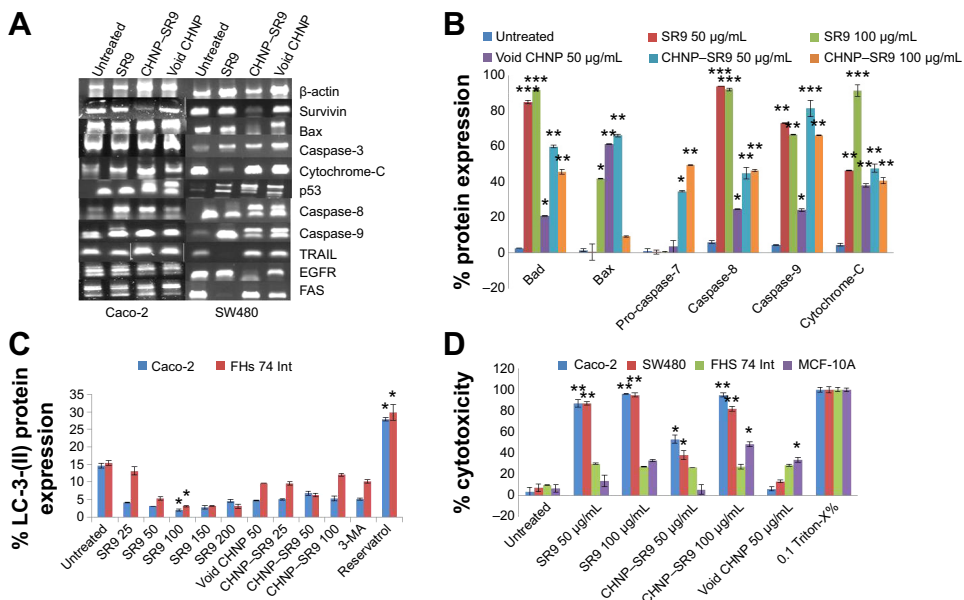 A
Untreated
SR9
CHNP–SR9
Void CHNP
Untreated
SR9
CHNP–SR9
Void CHNP
β-actin
Survivin
Bax
Caspase-3
Cytochrome-C
p53
Caspase-8
Caspase-9
TRAIL
EGFR
FAS
Caco-2 SW480
B
Untreated SR9 50 µg/mL SR9 100 µg/mL
Void CHNP 50 µg/mL CHNP–SR9 50 µg/mL CHNP–SR9 100 µg/mL
% protein expression
100
80
60
40
20
0
–20
*** *** ** ** *
* ** **
* **
*** *** * ** **
** ** * *** **
** *** ** ** **
Bad
Bax
Pro-caspase-7
Caspase-8
Caspase-9
Cytochrome-C
C
Caco-2 FHs 74 Int
% LC-3-(II) protein
expression
35
30
25
20
15
10
5
0
* *
* *
Untreated
SR9 25
SR9 50
SR9 100
SR9 150
SR9 200
Void CHNP 50
CHNP–SR9 25
CHNP–SR9 50
CHNP–SR9 100
3-MA
Reservatrol
D
Caco-2 SW480 FHS 74 Int MCF-10A
% cytotoxicity
120
100
80
60
40
20
0
** **
** **
* *
** ** *
*
Untreated
SR9 50 µg/mL
SR9 100 µg/mL
CHNP–SR9 50 µg/mL
CHNP–SR9 100 µg/mL
Void CHNP 50 µg/mL
0.1 Triton-X%